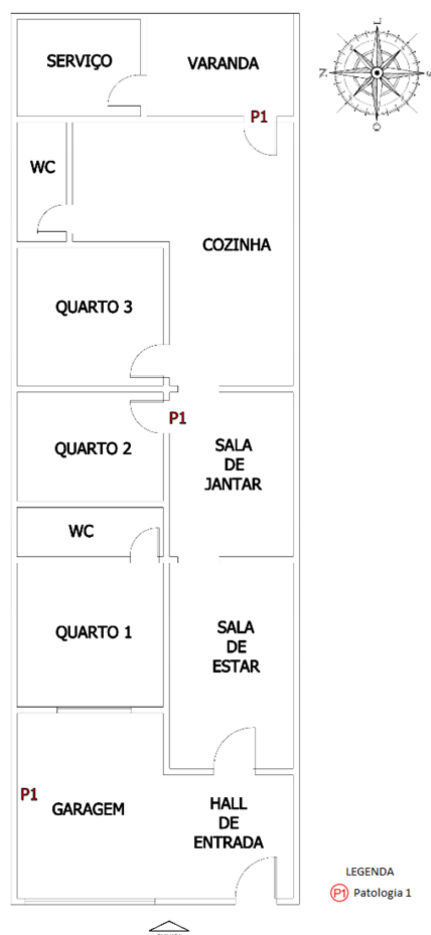 SERVIÇO
VARANDA
P1
WC
COZINHA
QUARTO 3
P1
QUARTO 2
SALA
DE
JANTAR
WC
QUARTO 1
SALA
DE
ESTAR
P1
GARAGEM
HALL
DE
ENTRADA
L
N
S
O
LEGENDA
P1 Patologia 1